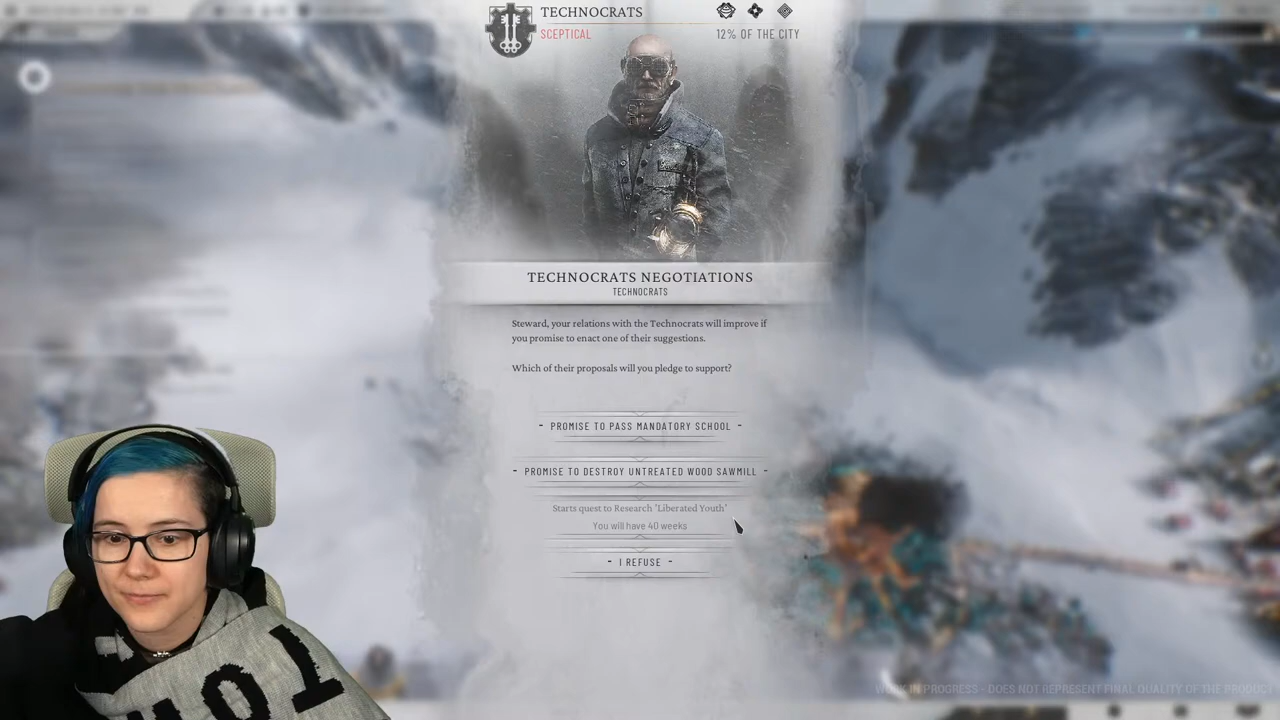 TECHNOCRATS
SCEPTICAL
12% OF THE CITY
TECHNOCRATS NEGOTIATIONS
TECHNOCRATS
Steward, your relations with the Technocrats will improve if
you promise to enact one of their suggestions.
Which of their proposals will you pledge to support?
- PROMISE TO PASS MANDATORY SCHOOL -
- PROMISE TO DESTROY UNTREATED WOOD SAWMILL -
Starts quest to Research 'Liberated Youth'
You will have 40 weeks
- I REFUSE -
WORK IN PROGRESS - DOES NOT REPRESENT FINAL QUALITY OF THE PRODUCT
101